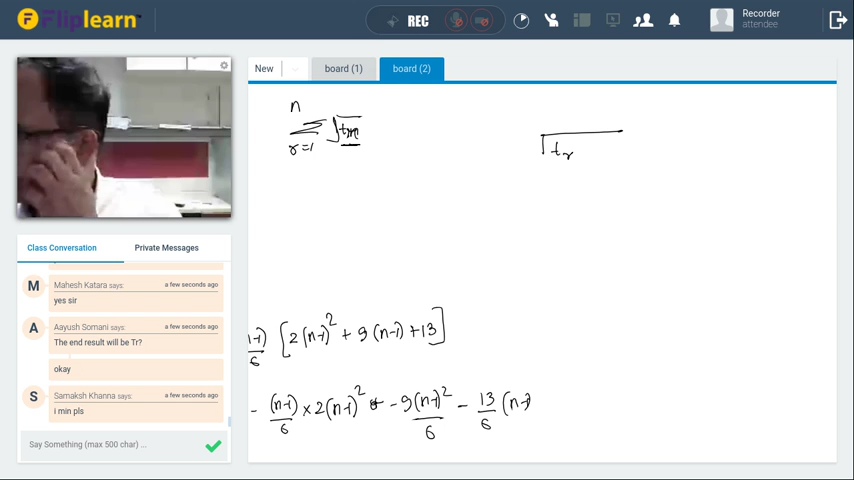 Fliplearn
REC
Recorder
attendee
New
board (1)
board (2)
n
Σ √tₙ
r=1
√tᵣ
Class Conversation
Private Messages
M
Mahesh Katara says:
a few seconds ago
yes sir
A
Aayush Somani says:
a few seconds ago
The end result will be Tr?
okay
S
Samaksh Khanna says:
a few seconds ago
i min pls
Say Something (max 500 char) ...
-1)/6 [2(n-1)² + 9(n-1) + 13]
- (n-1)/6 × 2(n-1)² - 9(n-1)²/6 - 13/6 (n-1)